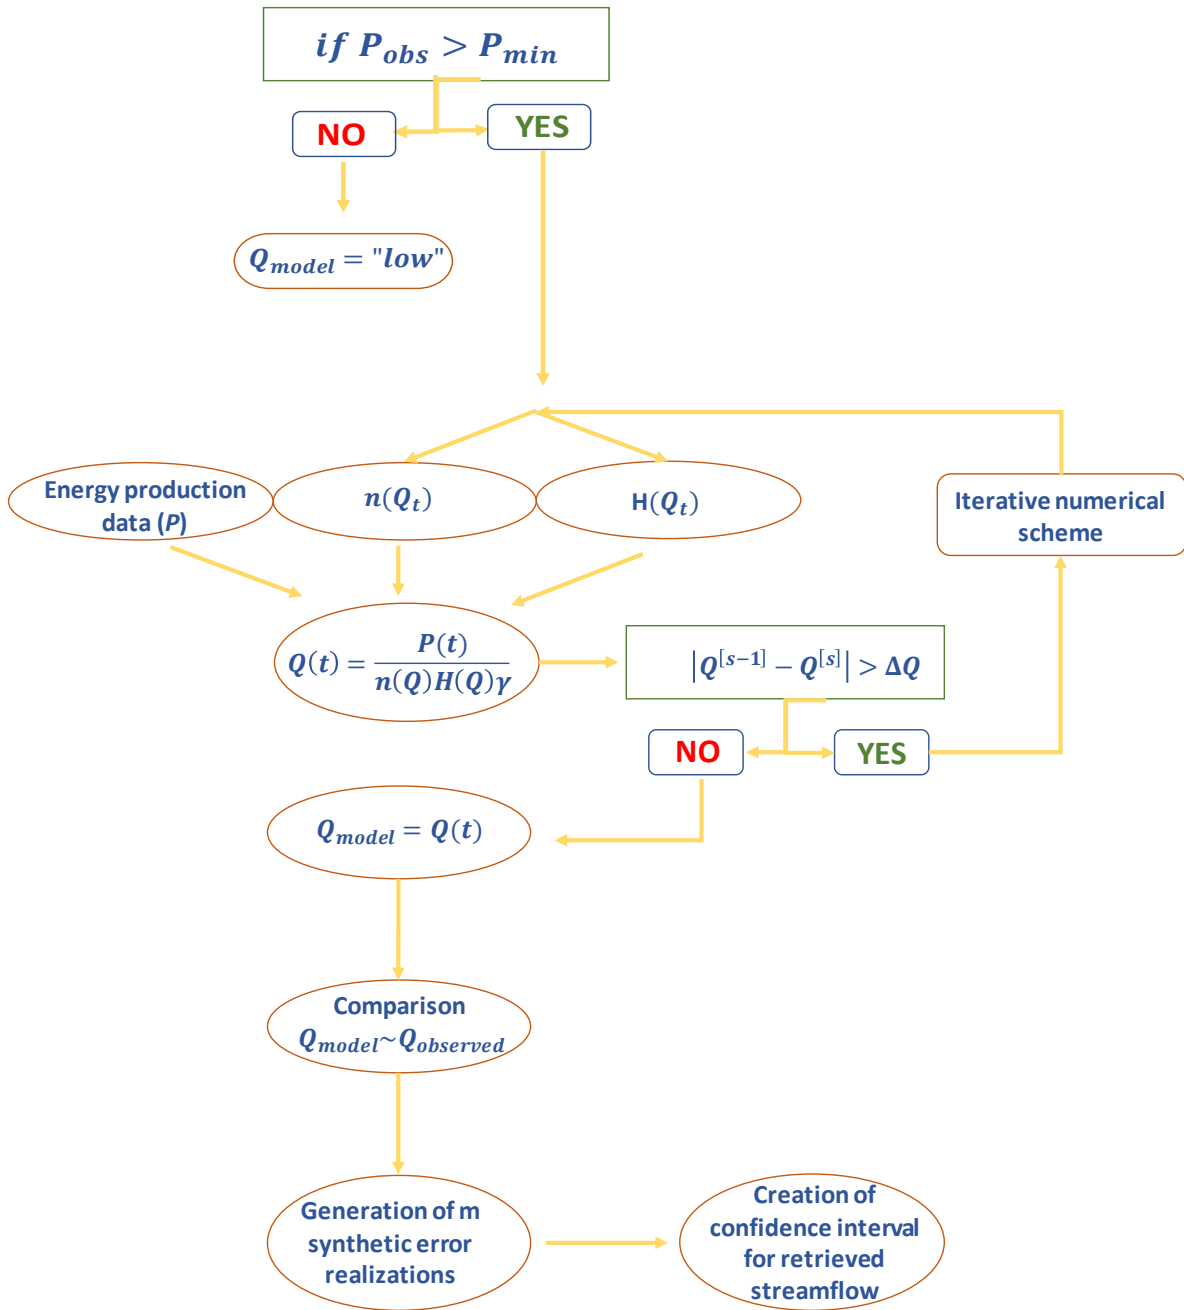 if P_obs > P_min
NO
YES
Q_model = "low"
Energy production
data (P)
n(Q_t)
H(Q_t)
Iterative numerical
scheme
Q(t) = P(t) / n(Q)H(Q)γ
|Q^[s−1] − Q^[s]| > ΔQ
NO
YES
Q_model = Q(t)
Comparison
Q_model~Q_observed
Generation of m
synthetic error
realizations
Creation of
confidence interval
for retrieved
streamflow